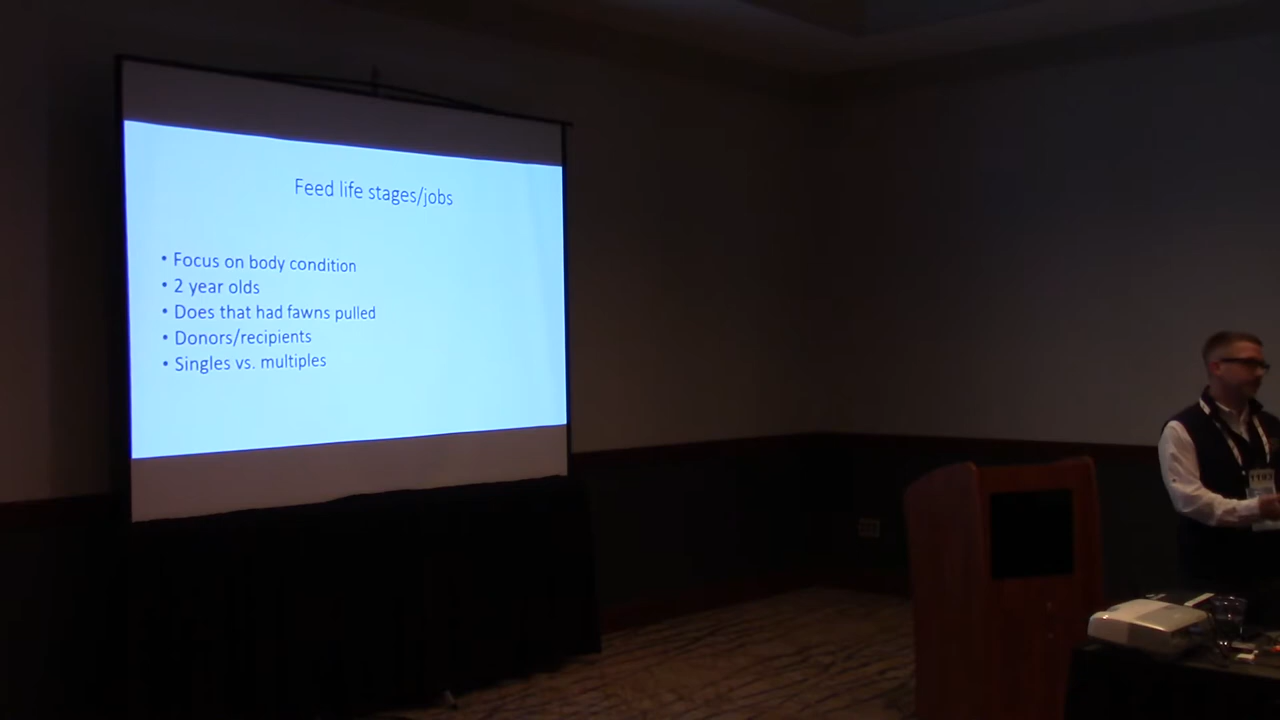 Feed life stages/jobs
• Focus on body condition
• 2 year olds
• Does that had fawns pulled
• Donors/recipients
• Singles vs. multiples